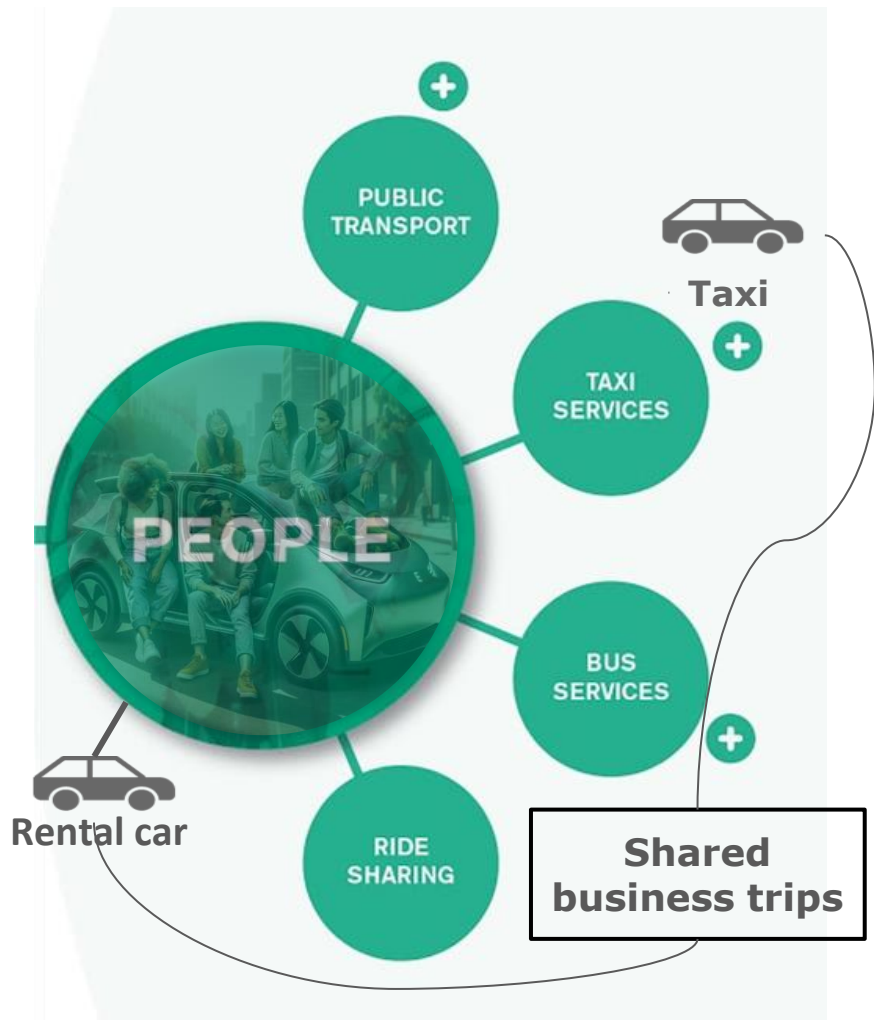 PUBLIC
TRANSPORT
Taxi
TAXI
SERVICES
PEOPLE
BUS
SERVICES
Rental car
RIDE
SHARING
Shared
business trips